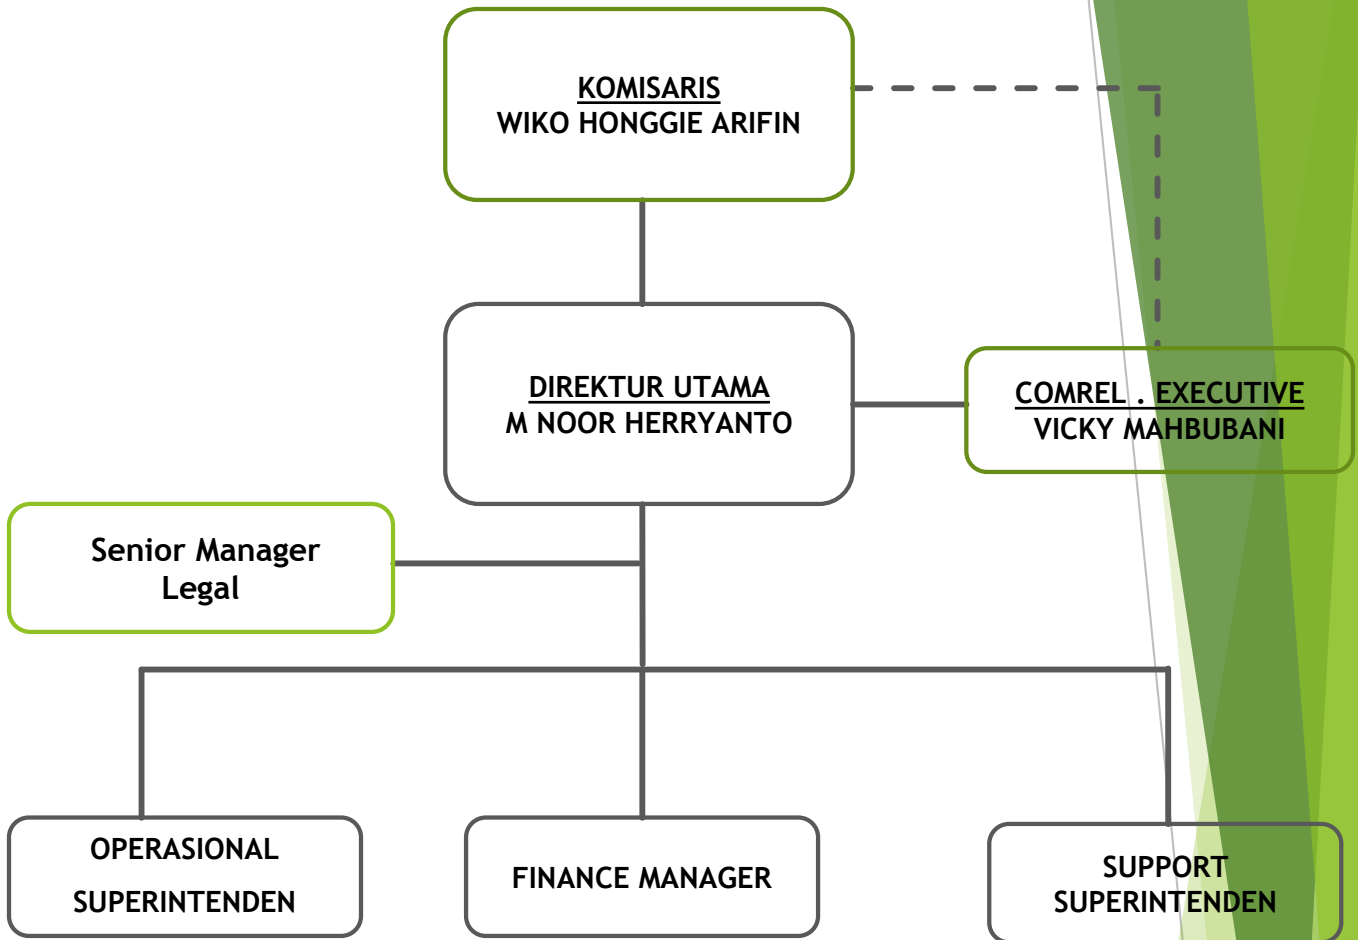 KOMISARIS
WIKO HONGGIE ARIFIN
DIREKTUR UTAMA
M NOOR HERRYANTO
COMREL . EXECUTIVE
VICKY MAHBUBANI
Senior Manager
Legal
OPERASIONAL
SUPERINTENDEN
FINANCE MANAGER
SUPPORT
SUPERINTENDEN